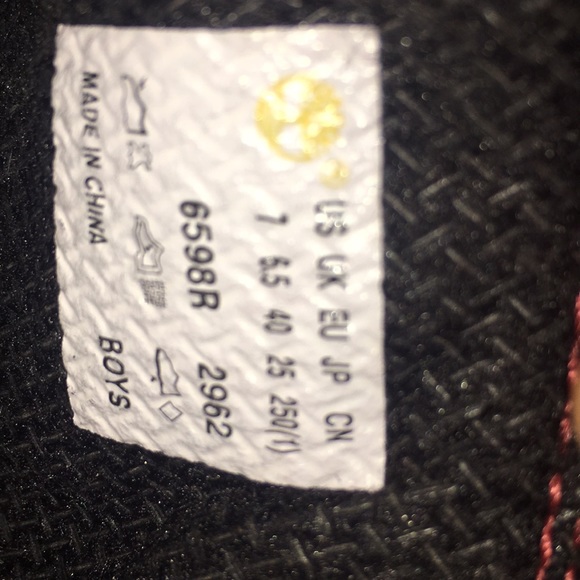 US UK EU JP CN
7 6.5 40 25 250(1)
6598R 2962
BOYS
MADE IN CHINA